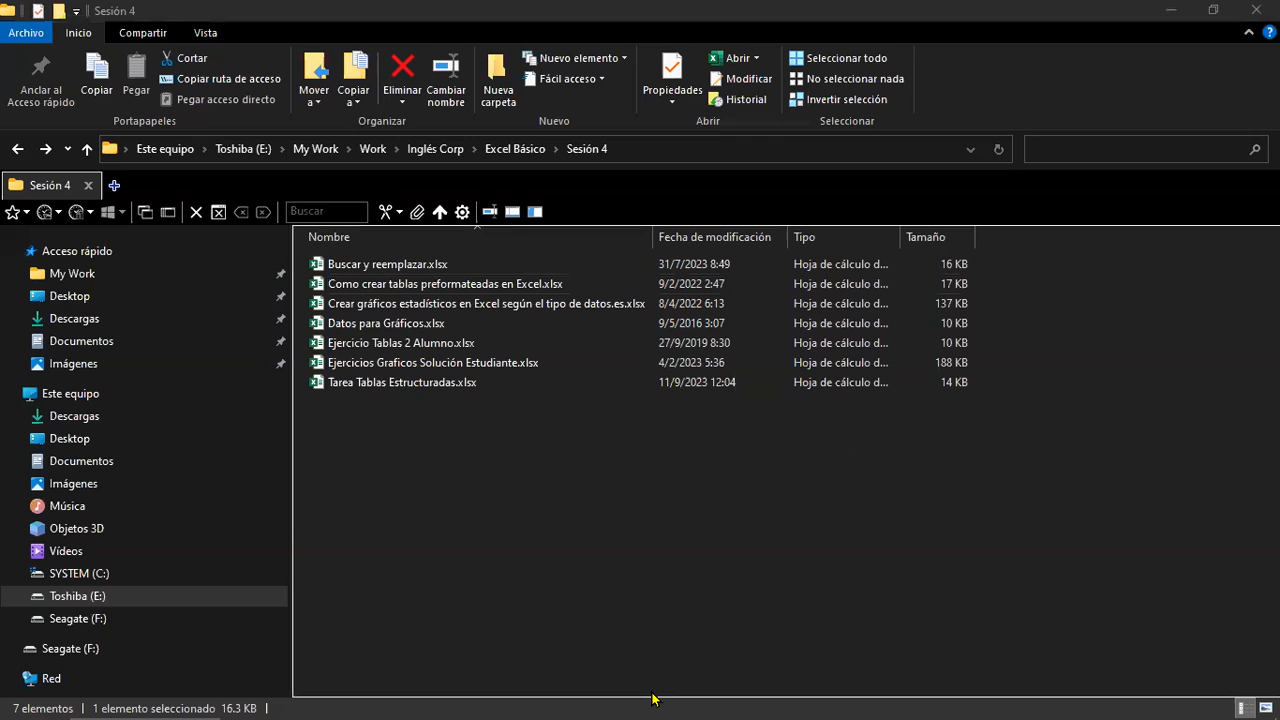 Sesión 4
Archivo Inicio Compartir Vista
Anclar al Acceso rápido
Copiar
Pegar
Cortar
Copiar ruta de acceso
Pegar acceso directo
Portapapeles
Mover a
Copiar a
Eliminar
Cambiar nombre
Organizar
Nueva carpeta
Nuevo elemento
Fácil acceso
Nuevo
Propiedades
Abrir
Modificar
Historial
Abrir
Seleccionar todo
No seleccionar nada
Invertir selección
Seleccionar
Este equipo Toshiba (E:) My Work Work Inglés Corp Excel Básico Sesión 4
Sesión 4
Buscar
Acceso rápido
My Work
Desktop
Descargas
Documentos
Imágenes
Este equipo
Descargas
Desktop
Documentos
Imágenes
Música
Objetos 3D
Vídeos
SYSTEM (C:)
Toshiba (E:)
Seagate (F:)
Seagate (F:)
Red
Nombre Fecha de modificación Tipo Tamaño
Buscar y reemplazar.xlsx 31/7/2023 8:49 Hoja de cálculo d... 16 KB
Como crear tablas preformateadas en Excel.xlsx 9/2/2022 2:47 Hoja de cálculo d... 17 KB
Crear gráficos estadísticos en Excel según el tipo de datos.es.xlsx 8/4/2022 6:13 Hoja de cálculo d... 137 KB
Datos para Gráficos.xlsx 9/5/2016 3:07 Hoja de cálculo d... 10 KB
Ejercicio Tablas 2 Alumno.xlsx 27/9/2019 8:30 Hoja de cálculo d... 10 KB
Ejercicios Graficos Solución Estudiante.xlsx 4/2/2023 5:36 Hoja de cálculo d... 188 KB
Tarea Tablas Estructuradas.xlsx 11/9/2023 12:04 Hoja de cálculo d... 14 KB
7 elementos 1 elemento seleccionado 16.3 KB